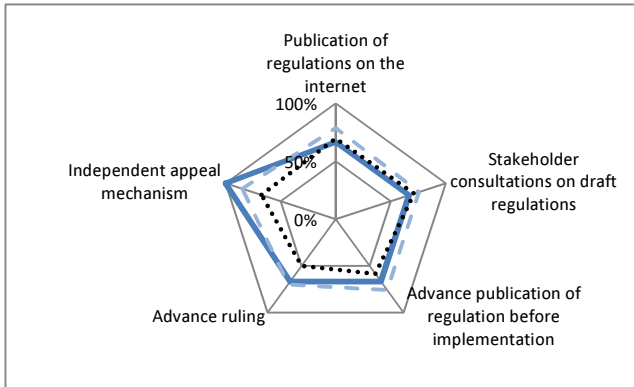 Publication of
regulations on the
internet
100%
Stakeholder
consultations on draft
regulations
50%
Independent appeal
mechanism
0%
Advance publication of
regulation before
implementation
Advance ruling